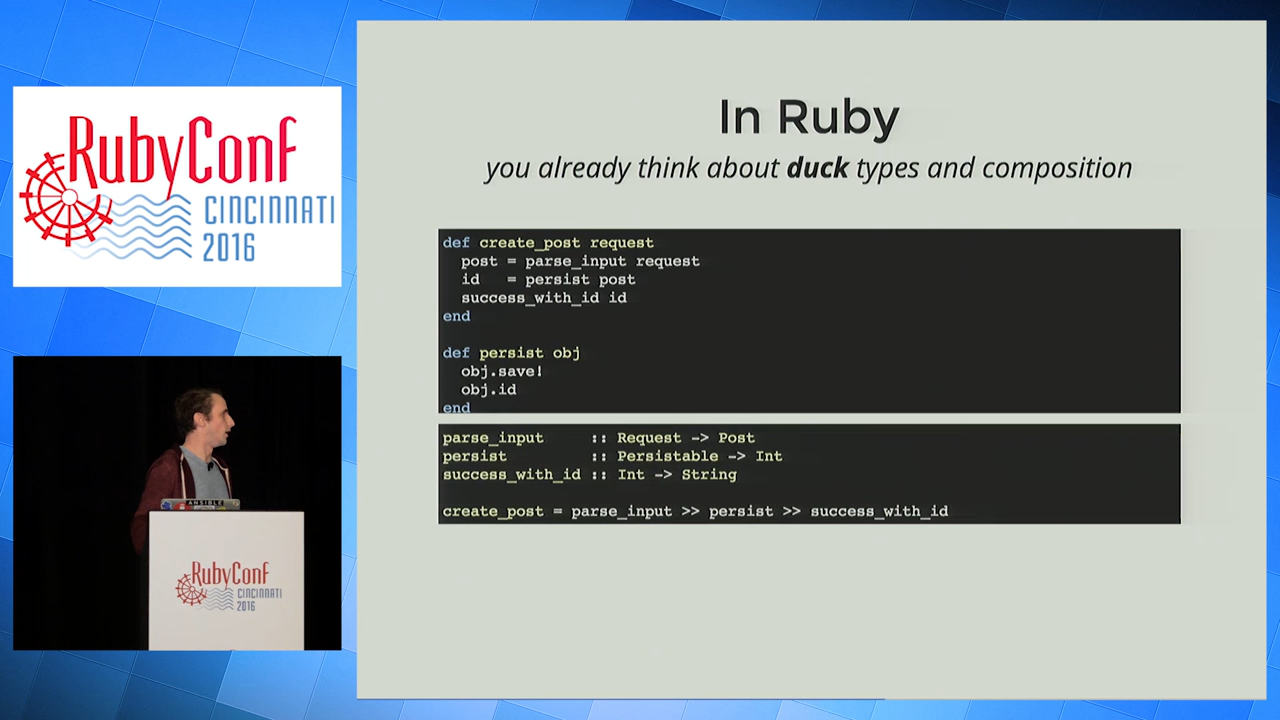 RubyConf
CINCINNATI
2016
In Ruby
you already think about duck types and composition
def create_post request
  post = parse_input request
  id   = persist post
  success_with_id id
end
def persist obj
  obj.save!
  obj.id
end
parse_input     :: Request -> Post
persist         :: Persistable -> Int
success_with_id :: Int -> String
create_post = parse_input >> persist >> success_with_id
ANSIBLE
RubyConf
CINCINNATI
2016